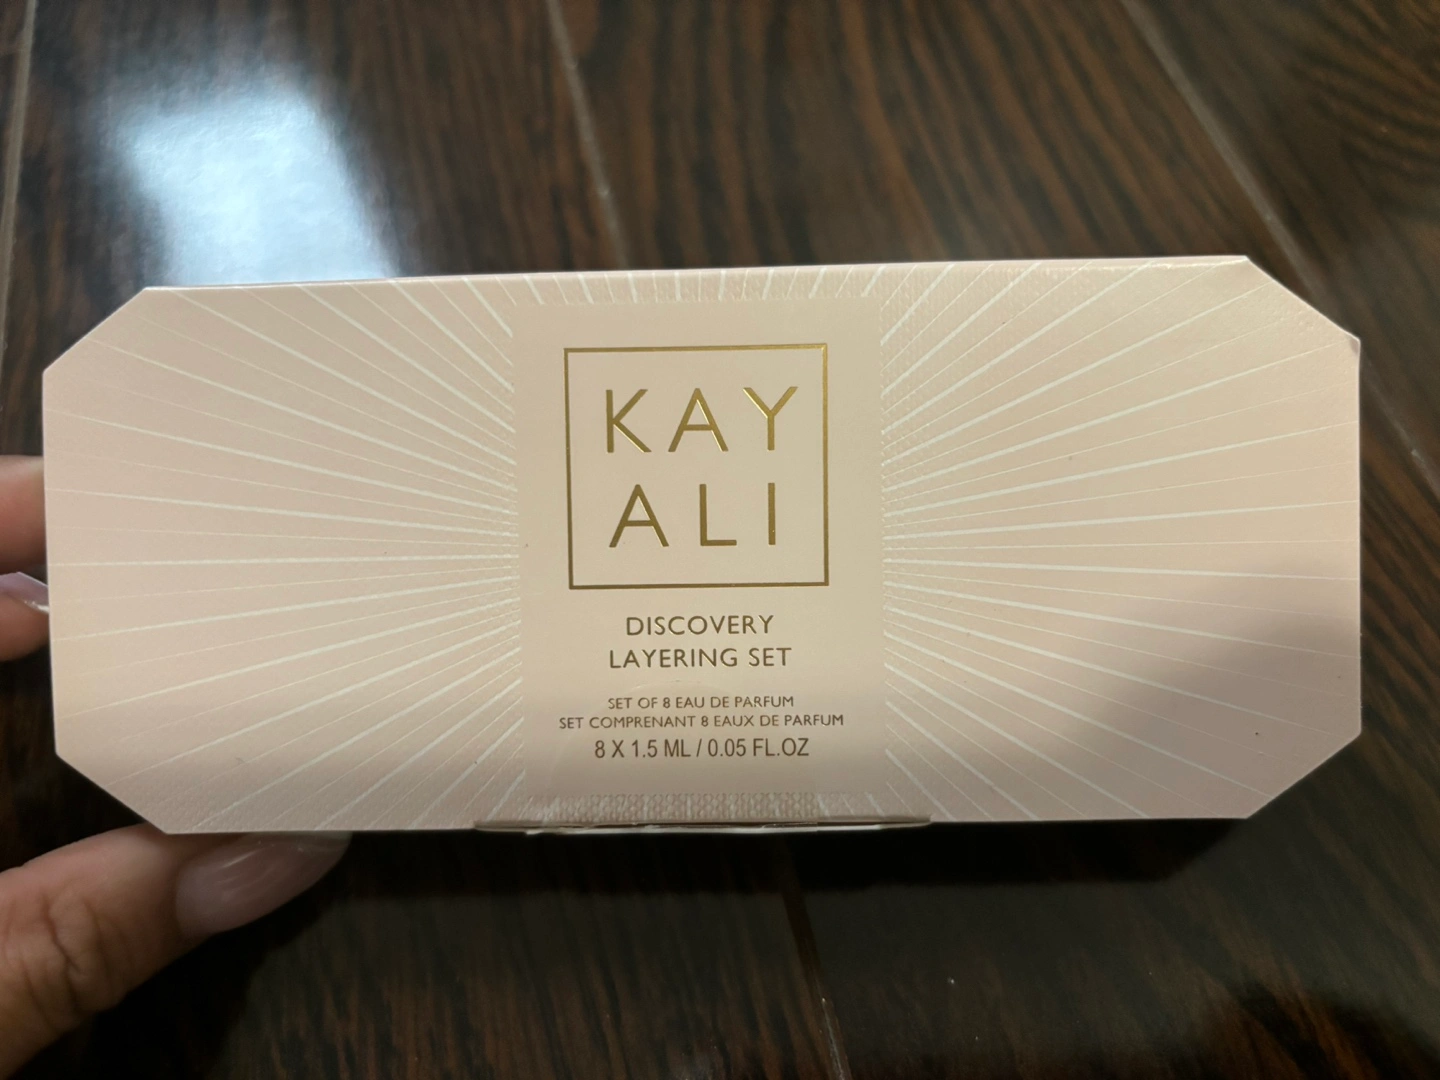 KAY
ALI
DISCOVERY
LAYERING SET
SET OF 8 EAU DE PARFUM
SET COMPRENANT 8 EAUX DE PARFUM
8 X 1.5 ML / 0.05 FL.OZ